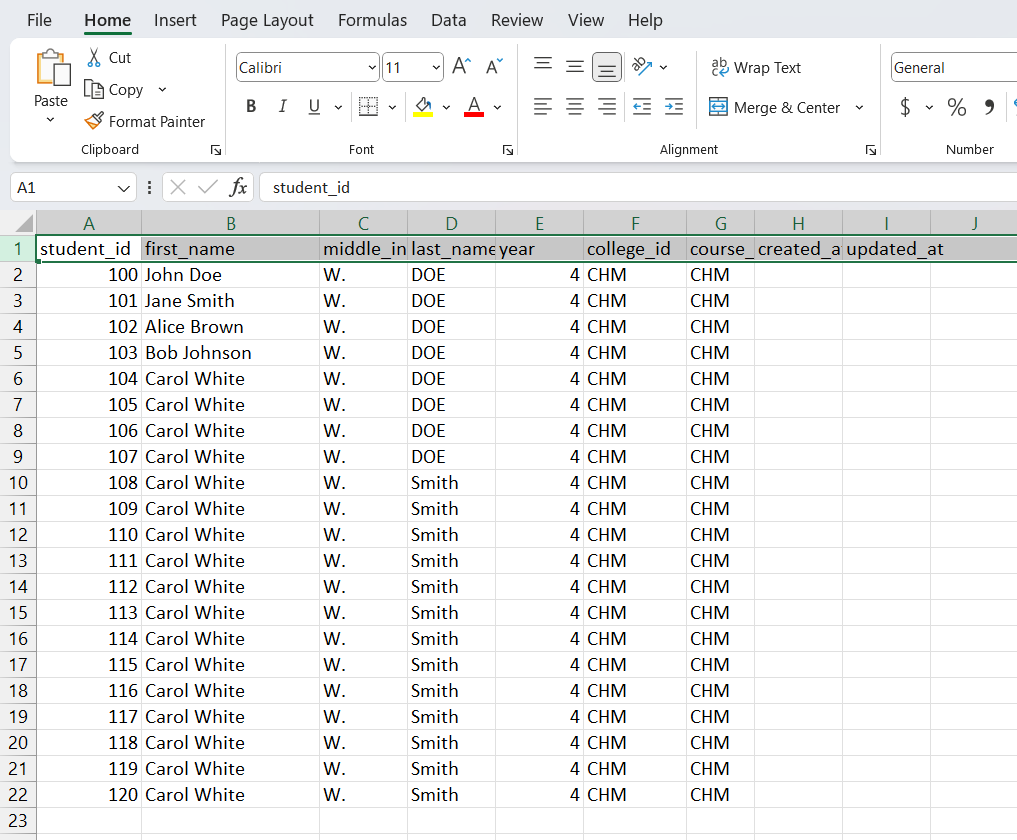 File Home Insert Page Layout Formulas Data Review View Help
Paste Cut Copy Format Painter
Calibri 11
B I U A
Wrap Text
Merge & Center
General
$ %
Clipboard Font Alignment Number
A1 fx student_id
A B C D E F G H I J
1 student_id first_name middle_in last_name year college_id course_ created_a updated_at
2 100 John Doe W. DOE 4 CHM CHM
3 101 Jane Smith W. DOE 4 CHM CHM
4 102 Alice Brown W. DOE 4 CHM CHM
5 103 Bob Johnson W. DOE 4 CHM CHM
6 104 Carol White W. DOE 4 CHM CHM
7 105 Carol White W. DOE 4 CHM CHM
8 106 Carol White W. DOE 4 CHM CHM
9 107 Carol White W. DOE 4 CHM CHM
10 108 Carol White W. Smith 4 CHM CHM
11 109 Carol White W. Smith 4 CHM CHM
12 110 Carol White W. Smith 4 CHM CHM
13 111 Carol White W. Smith 4 CHM CHM
14 112 Carol White W. Smith 4 CHM CHM
15 113 Carol White W. Smith 4 CHM CHM
16 114 Carol White W. Smith 4 CHM CHM
17 115 Carol White W. Smith 4 CHM CHM
18 116 Carol White W. Smith 4 CHM CHM
19 117 Carol White W. Smith 4 CHM CHM
20 118 Carol White W. Smith 4 CHM CHM
21 119 Carol White W. Smith 4 CHM CHM
22 120 Carol White W. Smith 4 CHM CHM
23